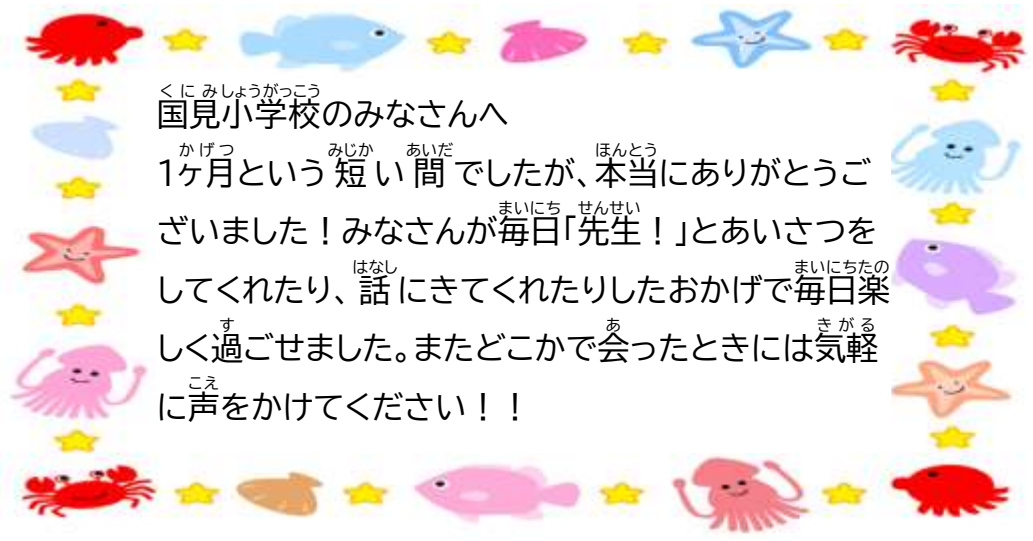 国見小学校のみなさんへ
1ヶ月という短い間でしたが、本当にありがとうご
ざいました！みなさんが毎日「先生！」とあいさつを
してくれたり、話にきてくれたりしたおかげで毎日楽
しく過ごせました。またどこかで会ったときには気軽
に声をかけてください！！